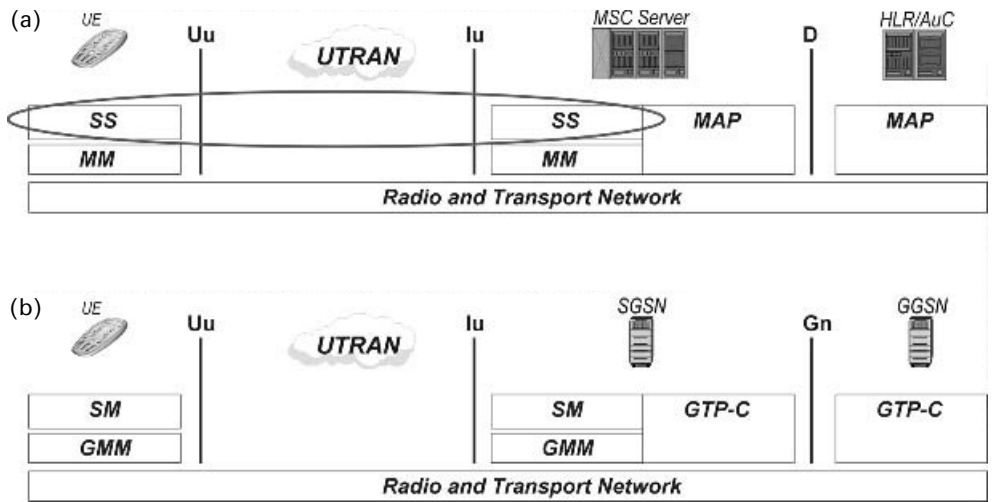 (a) UE Uu UTRAN Iu MSC Server D HLR/AuC
SS SS MAP MAP
MM MM
Radio and Transport Network
(b) UE Uu UTRAN Iu SGSN Gn GGSN
SM SM GTP-C GTP-C
GMM GMM
Radio and Transport Network